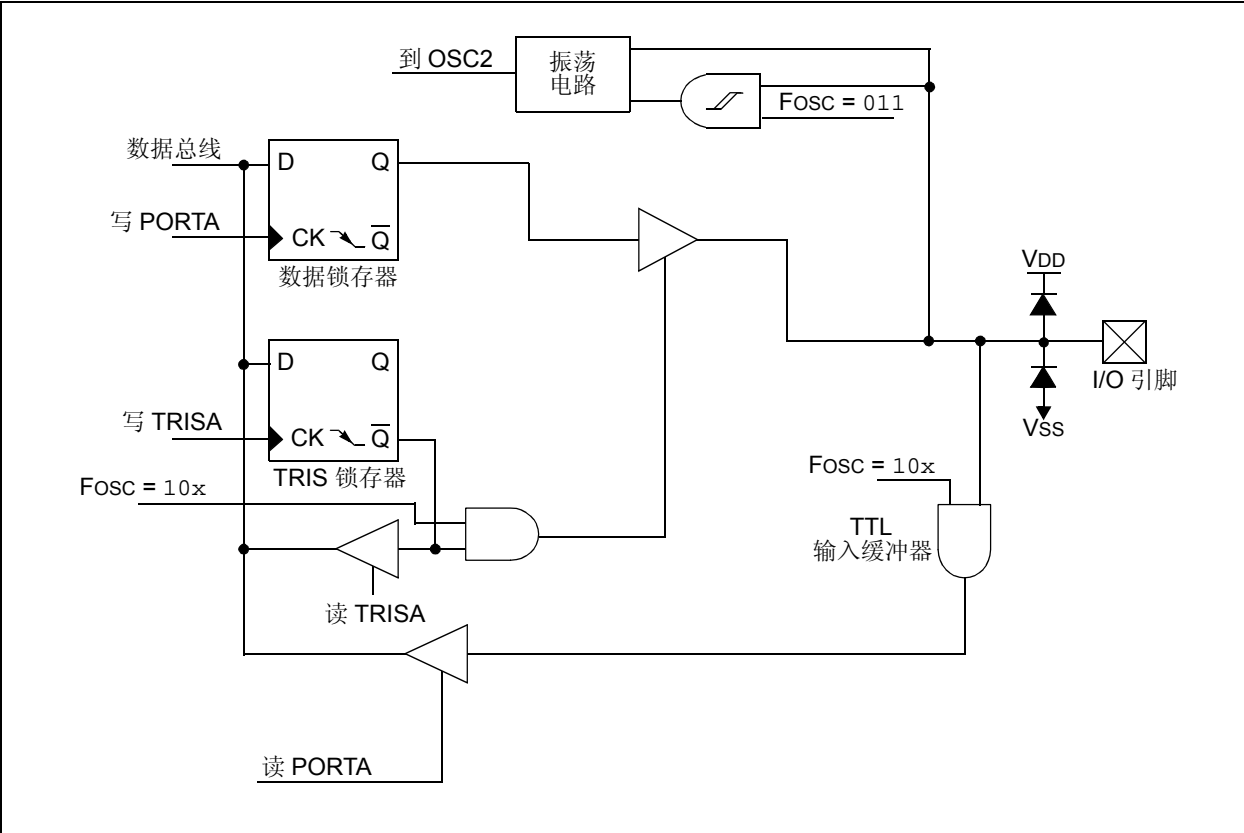 到 OSC2
振荡
电路
FOSC = 011
数据总线
D Q
写 PORTA
CK Q
数据锁存器
VDD
D Q
I/O 引脚
写 TRISA
CK Q
VSS
TRIS 锁存器
FOSC = 10x
FOSC = 10x
TTL
输入缓冲器
读 TRISA
读 PORTA